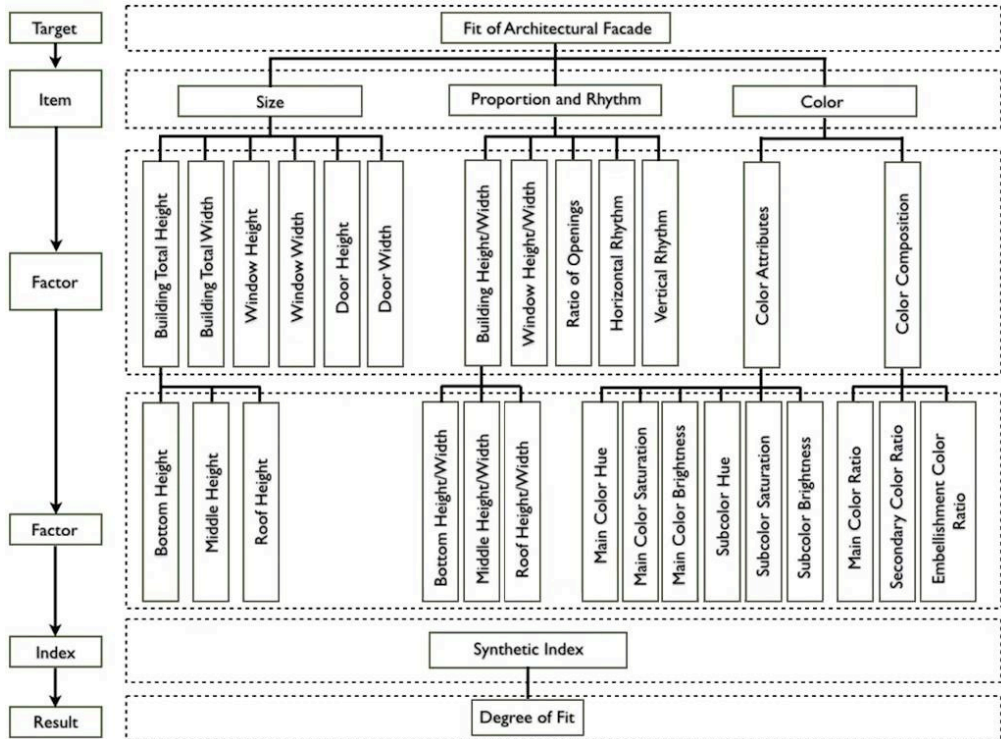 Target
Fit of Architectural Facade
Item
Size
Proportion and Rhythm
Color
Factor
Building Total Height
Building Total Width
Window Height
Window Width
Door Height
Door Width
Building Height/Width
Window Height/Width
Ratio of Openings
Horizontal Rhythm
Vertical Rhythm
Color Attributes
Color Composition
Factor
Bottom Height
Middle Height
Roof Height
Bottom Height/Width
Middle Height/Width
Roof Height/Width
Main Color Hue
Main Color Saturation
Main Color Brightness
Subcolor Hue
Subcolor Saturation
Subcolor Brightness
Main Color Ratio
Secondary Color Ratio
Embellishment Color
Ratio
Index
Synthetic Index
Result
Degree of Fit